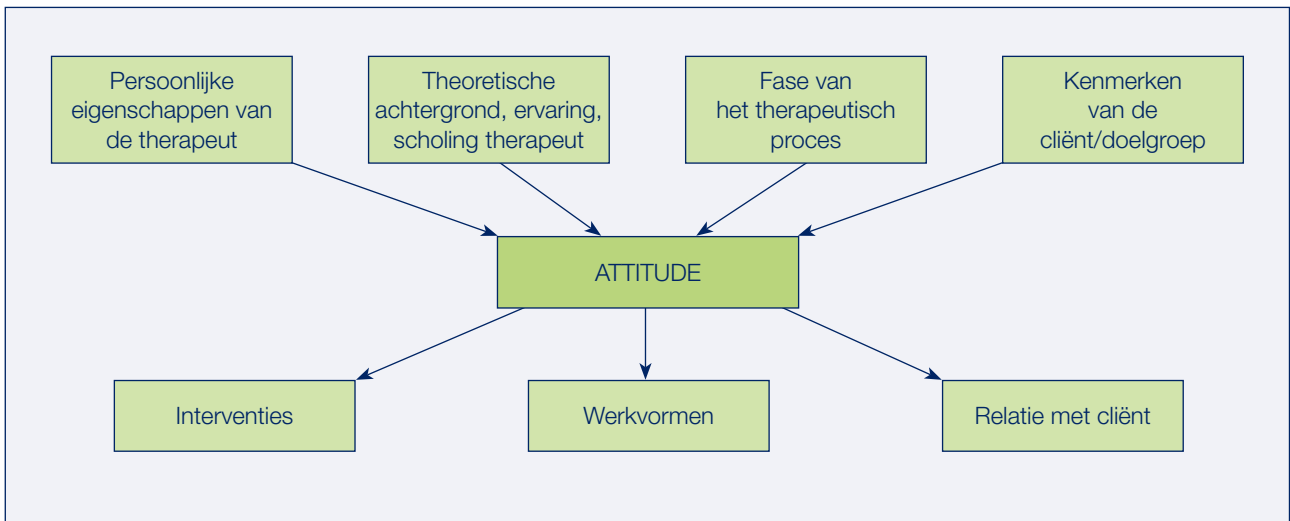 Persoonlijke
eigenschappen van
de therapeut
Theoretische
achtergrond, ervaring,
scholing therapeut
Fase van
het therapeutisch
proces
Kenmerken
van de
cliënt/doelgroep
ATTITUDE
Interventies
Werkvormen
Relatie met cliënt